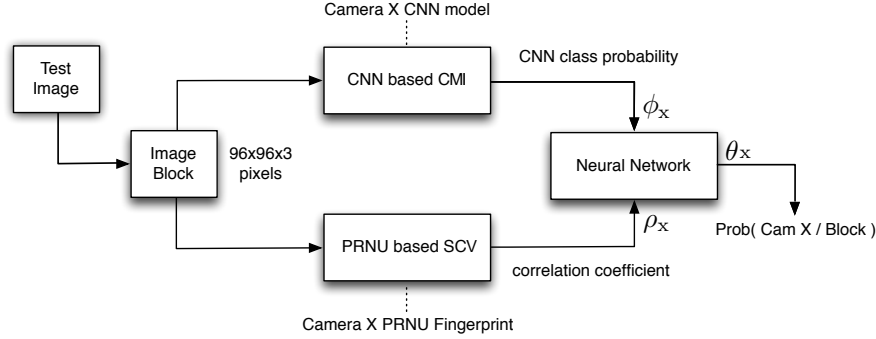 Camera X CNN model
Test
Image
CNN based CMI
CNN class probability
ϕx
Image
Block
96x96x3
pixels
Neural Network
θx
Prob( Cam X / Block )
ρx
PRNU based SCV
correlation coefficient
Camera X PRNU Fingerprint